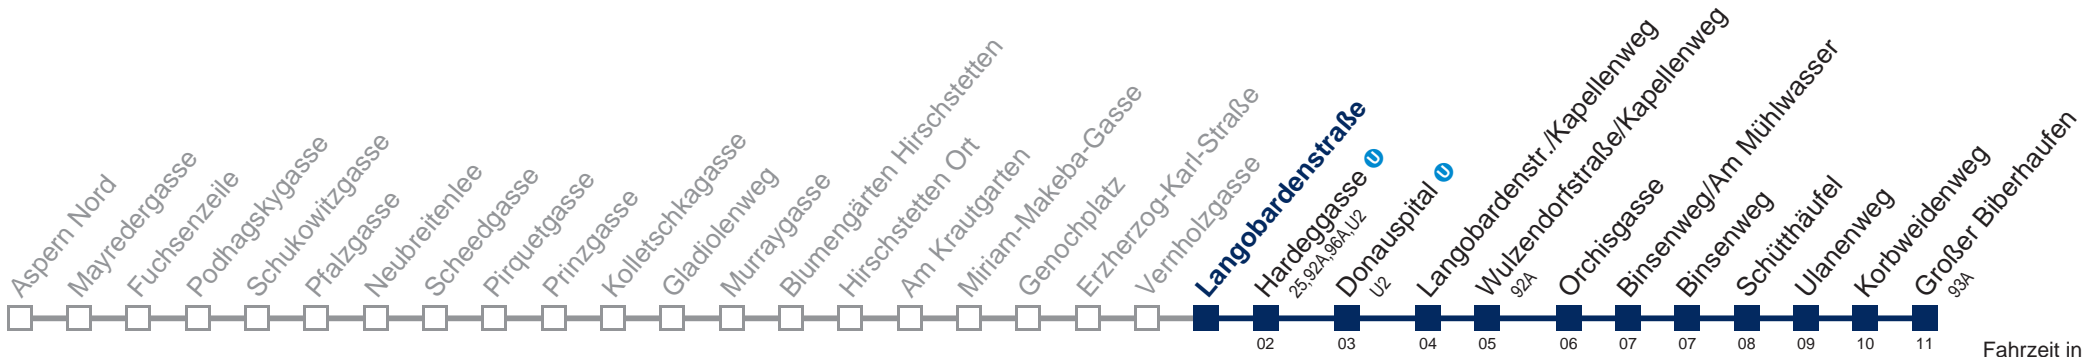 Aspern Nord
Mayredergasse
Fuchsenzeile
Podhagskygasse
Schukowitzgasse
Pfalzgasse
Neubreitenlee
Scheedgasse
Pirquetgasse
Prinzgasse
Kolletschkagasse
Gladiolenweg
Murraygasse
Blumengärten Hirschstetten
Hirschstetten Ort
Am Krautgarten
Miriam-Makeba-Gasse
Genochplatz
Erzherzog-Karl-Straße
Vernholzgasse
Langobardenstraße
Hardeggasse U
25,92A,96A,U2
Donauspital U
U2
Langobardenstr./Kapellenweg
Wulzendorfstraße/Kapellenweg
92A
Orchisgasse
Binsenweg/Am Mühlwasser
Binsenweg
Schütthäufel
Ulanenweg
Korbweidenweg
Großer Biberhaufen
93A
02 03 04 05 06 07 07 08 09 10 11
Fahrzeit in